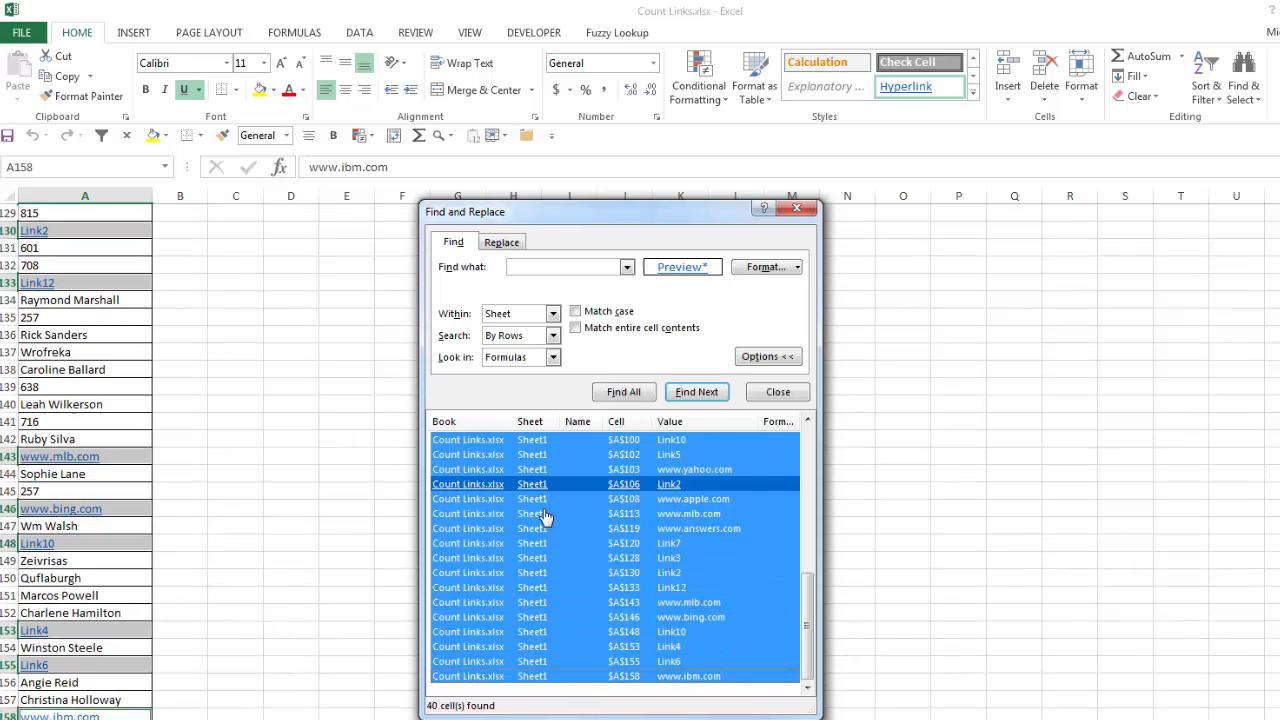 Count Links.xlsx - Excel
?
FILE HOME INSERT PAGE LAYOUT FORMULAS DATA REVIEW VIEW DEVELOPER Fuzzy Lookup
Cut
Copy
Format Painter
Paste
Calibri 11
B I U
Wrap Text
Merge & Center
General
$ % ,
Conditional Formatting
Format as Table
Calculation Check Cell
Explanatory ... Hyperlink
Insert Delete Format
AutoSum
Fill
Clear
Sort & Filter
Find & Select
Clipboard Font Alignment Number Styles Cells Editing
General B
A158 fx www.ibm.com
A B C D E F G H I J K L M N O P Q R S T U
129 815
130 Link2
131 601
132 708
133 Link12
134 Raymond Marshall
135 257
136 Rick Sanders
137 Wrofreka
138 Caroline Ballard
139 638
140 Leah Wilkerson
141 716
142 Ruby Silva
143 www.mlb.com
144 Sophie Lane
145 257
146 www.bing.com
147 Wm Walsh
148 Link10
149 Zeivrisas
150 Quflaburgh
151 Marcos Powell
152 Charlene Hamilton
153 Link4
154 Winston Steele
155 Link6
156 Angie Reid
157 Christina Holloway
158 www.ibm.com
Find and Replace
?
Find Replace
Find what: Preview* Format...
Within: Sheet Match case
Match entire cell contents
Search: By Rows
Look in: Formulas Options <<
Find All Find Next Close
Book Sheet Name Cell Value Form...
Count Links.xlsx Sheet1 $A$100 Link10
Count Links.xlsx Sheet1 $A$102 Link5
Count Links.xlsx Sheet1 $A$103 www.yahoo.com
Count Links.xlsx Sheet1 $A$106 Link2
Count Links.xlsx Sheet1 $A$108 www.apple.com
Count Links.xlsx Sheet1 $A$113 www.mlb.com
Count Links.xlsx Sheet1 $A$119 www.answers.com
Count Links.xlsx Sheet1 $A$120 Link7
Count Links.xlsx Sheet1 $A$128 Link3
Count Links.xlsx Sheet1 $A$130 Link2
Count Links.xlsx Sheet1 $A$133 Link12
Count Links.xlsx Sheet1 $A$143 www.mlb.com
Count Links.xlsx Sheet1 $A$146 www.bing.com
Count Links.xlsx Sheet1 $A$148 Link10
Count Links.xlsx Sheet1 $A$153 Link4
Count Links.xlsx Sheet1 $A$155 Link6
Count Links.xlsx Sheet1 $A$158 www.ibm.com
40 cell(s) found